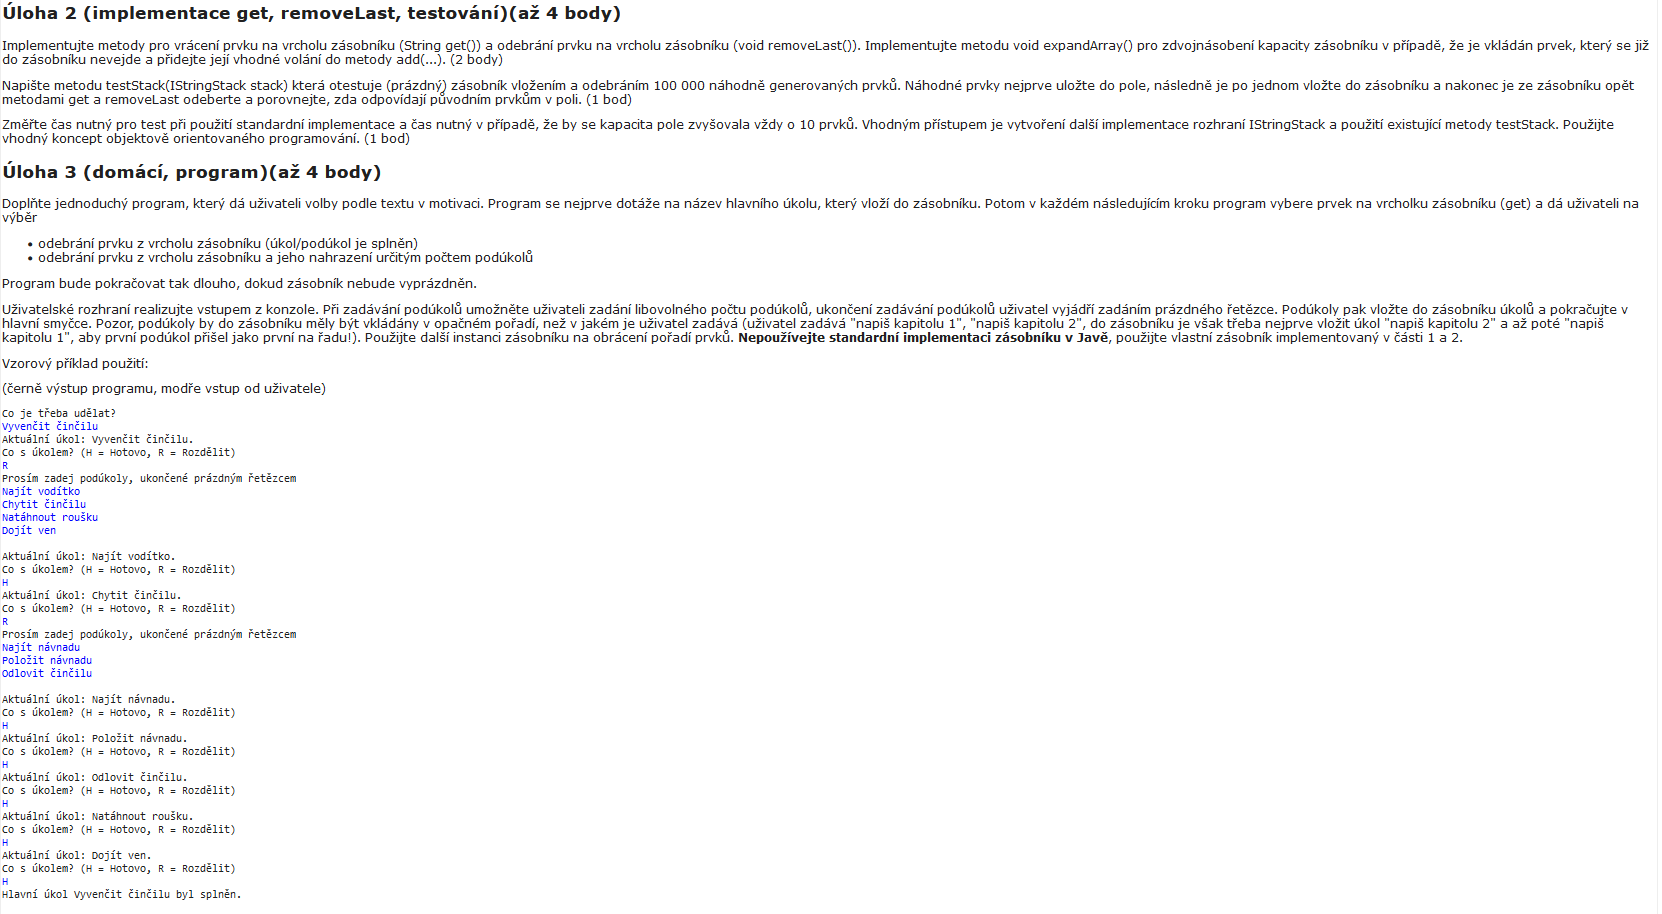 Úloha 2 (implementace get, removeLast, testování)(až 4 body)
Implementujte metody pro vrácení prvku na vrcholu zásobníku (String get()) a odebrání prvku na vrcholu zásobníku (void removeLast()). Implementujte metodu void expandArray() pro zdvojnásobení kapacity zásobníku v případě, že je vkládán prvek, který se již
do zásobníku nevejde a přidejte její vhodné volání do metody add(...). (2 body)
Napište metodu testStack(IStringStack stack) která otestuje (prázdný) zásobník vložením a odebráním 100 000 náhodně generovaných prvků. Náhodné prvky nejprve uložte do pole, následně je po jednom vložte do zásobníku a nakonec je ze zásobníku opět
metodami get a removeLast odeberte a porovnejte, zda odpovídají původním prvkům v poli. (1 bod)
Změřte čas nutný pro test při použití standardní implementace a čas nutný v případě, že by se kapacita pole zvyšovala vždy o 10 prvků. Vhodným přístupem je vytvoření další implementace rozhraní IStringStack a použití existující metody testStack. Použijte
vhodný koncept objektově orientovaného programování. (1 bod)
Úloha 3 (domácí, program)(až 4 body)
Doplňte jednoduchý program, který dá uživateli volby podle textu v motivaci. Program se nejprve dotáže na název hlavního úkolu, který vloží do zásobníku. Potom v každém následujícím kroku program vybere prvek na vrcholku zásobníku (get) a dá uživateli na
výběr
• odebrání prvku z vrcholu zásobníku (úkol/podúkol je splněn)
• odebrání prvku z vrcholu zásobníku a jeho nahrazení určitým počtem podúkolů
Program bude pokračovat tak dlouho, dokud zásobník nebude vyprázdněn.
Uživatelské rozhraní realizujte vstupem z konzole. Při zadávání podúkolů umožněte uživateli zadání libovolného počtu podúkolů, ukončení zadávání podúkolů uživatel vyjádří zadáním prázdného řetězce. Podúkoly pak vložte do zásobníku úkolů a pokračujte v
hlavní smyčce. Pozor, podúkoly by do zásobníku měly být vkládány v opačném pořadí, než v jakém je uživatel zadává (uživatel zadává "napiš kapitolu 1", "napiš kapitolu 2", do zásobníku je však třeba nejprve vložit úkol "napiš kapitolu 2" a až poté "napiš
kapitolu 1", aby první podúkol přišel jako první na řadu!). Použijte další instanci zásobníku na obrácení pořadí prvků. Nepoužívejte standardní implementaci zásobníku v Javě, použijte vlastní zásobník implementovaný v části 1 a 2.
Vzorový příklad použití:
(černě výstup programu, modře vstup od uživatele)
Co je třeba udělat?
Vyvenčit činčilu
Aktuální úkol: Vyvenčit činčilu.
Co s úkolem? (H = Hotovo, R = Rozdělit)
R
Prosím zadej podúkoly, ukončené prázdným řetězcem
Najít vodítko
Chytit činčilu
Natáhnout roušku
Dojít ven
Aktuální úkol: Najít vodítko.
Co s úkolem? (H = Hotovo, R = Rozdělit)
H
Aktuální úkol: Chytit činčilu.
Co s úkolem? (H = Hotovo, R = Rozdělit)
R
Prosím zadej podúkoly, ukončené prázdným řetězcem
Najít návnadu
Položit návnadu
Odlovit činčilu
Aktuální úkol: Najít návnadu.
Co s úkolem? (H = Hotovo, R = Rozdělit)
H
Aktuální úkol: Položit návnadu.
Co s úkolem? (H = Hotovo, R = Rozdělit)
H
Aktuální úkol: Odlovit činčilu.
Co s úkolem? (H = Hotovo, R = Rozdělit)
H
Aktuální úkol: Natáhnout roušku.
Co s úkolem? (H = Hotovo, R = Rozdělit)
H
Aktuální úkol: Dojít ven.
Co s úkolem? (H = Hotovo, R = Rozdělit)
H
Hlavní úkol Vyvenčit činčilu byl splněn.